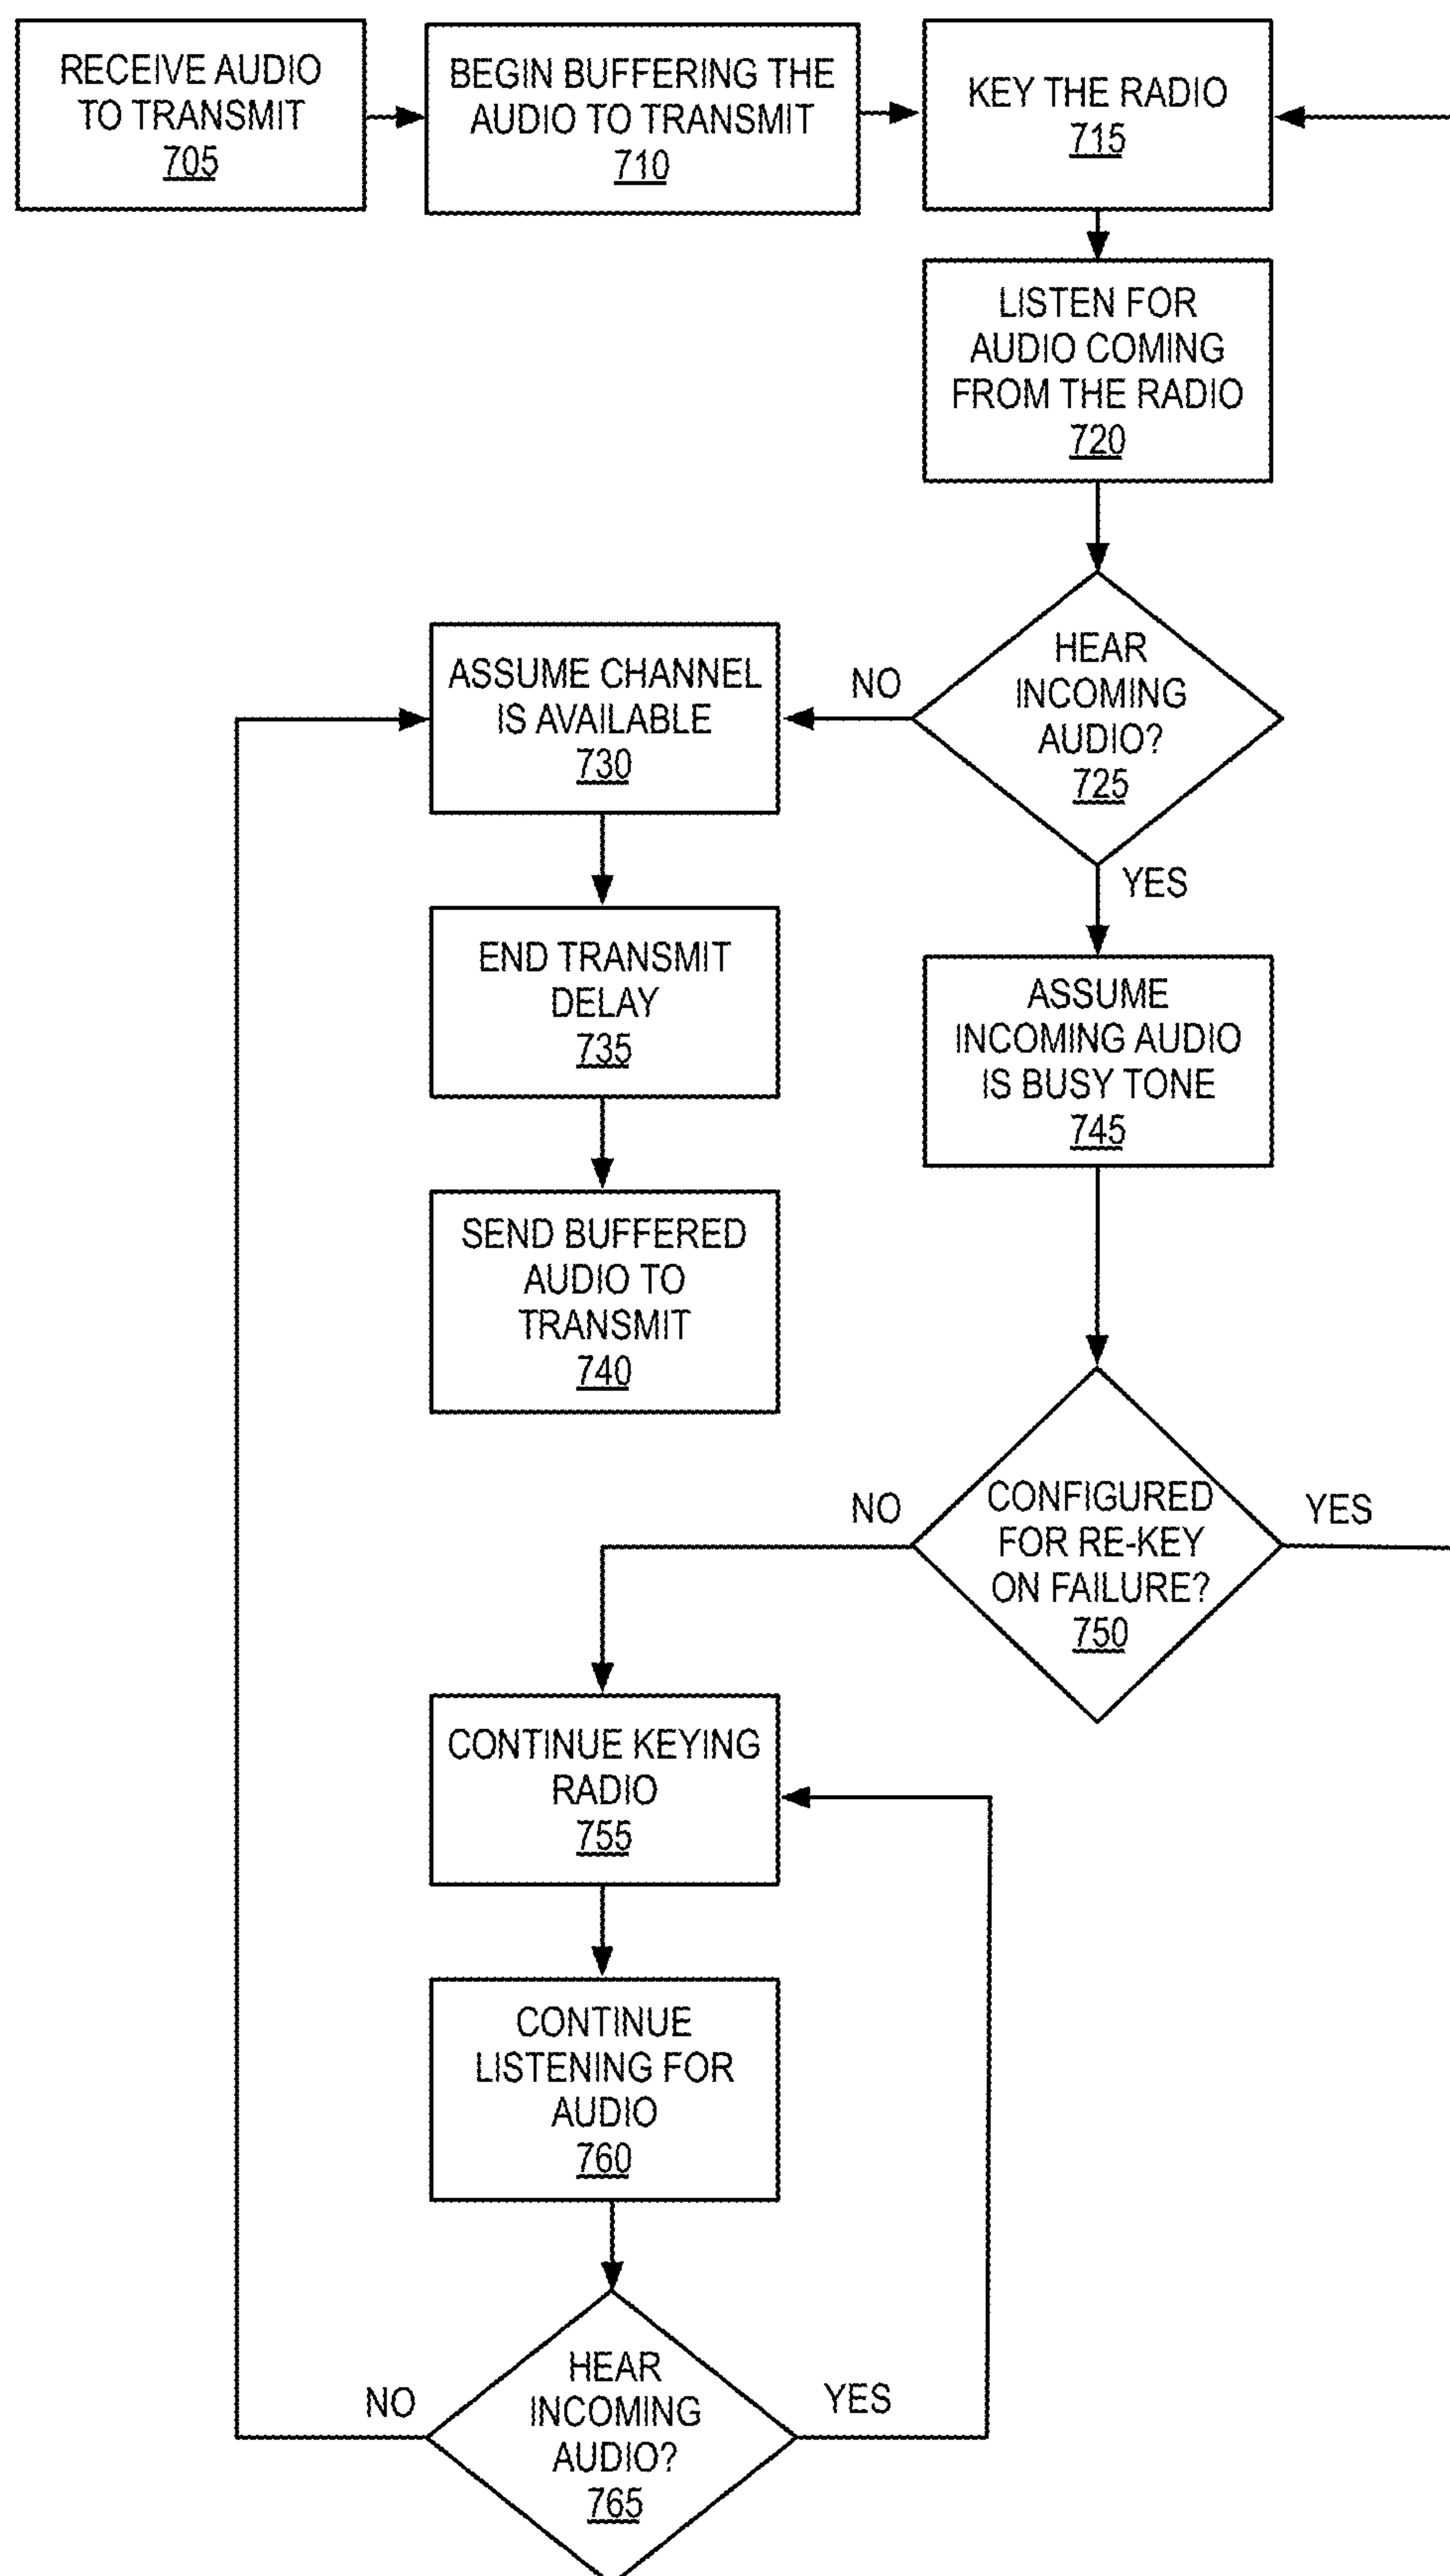 RECEIVE AUDIO
TO TRANSMIT
705
BEGIN BUFFERING THE
AUDIO TO TRANSMIT
710
KEY THE RADIO
715
LISTEN FOR
AUDIO COMING
FROM THE RADIO
720
HEAR
INCOMING
AUDIO?
725
NO
YES
ASSUME CHANNEL
IS AVAILABLE
730
END TRANSMIT
DELAY
735
SEND BUFFERED
AUDIO TO
TRANSMIT
740
ASSUME
INCOMING AUDIO
IS BUSY TONE
745
CONFIGURED
FOR RE-KEY
ON FAILURE?
750
NO
YES
CONTINUE KEYING
RADIO
755
CONTINUE
LISTENING FOR
AUDIO
760
HEAR
INCOMING
AUDIO?
765
NO
YES